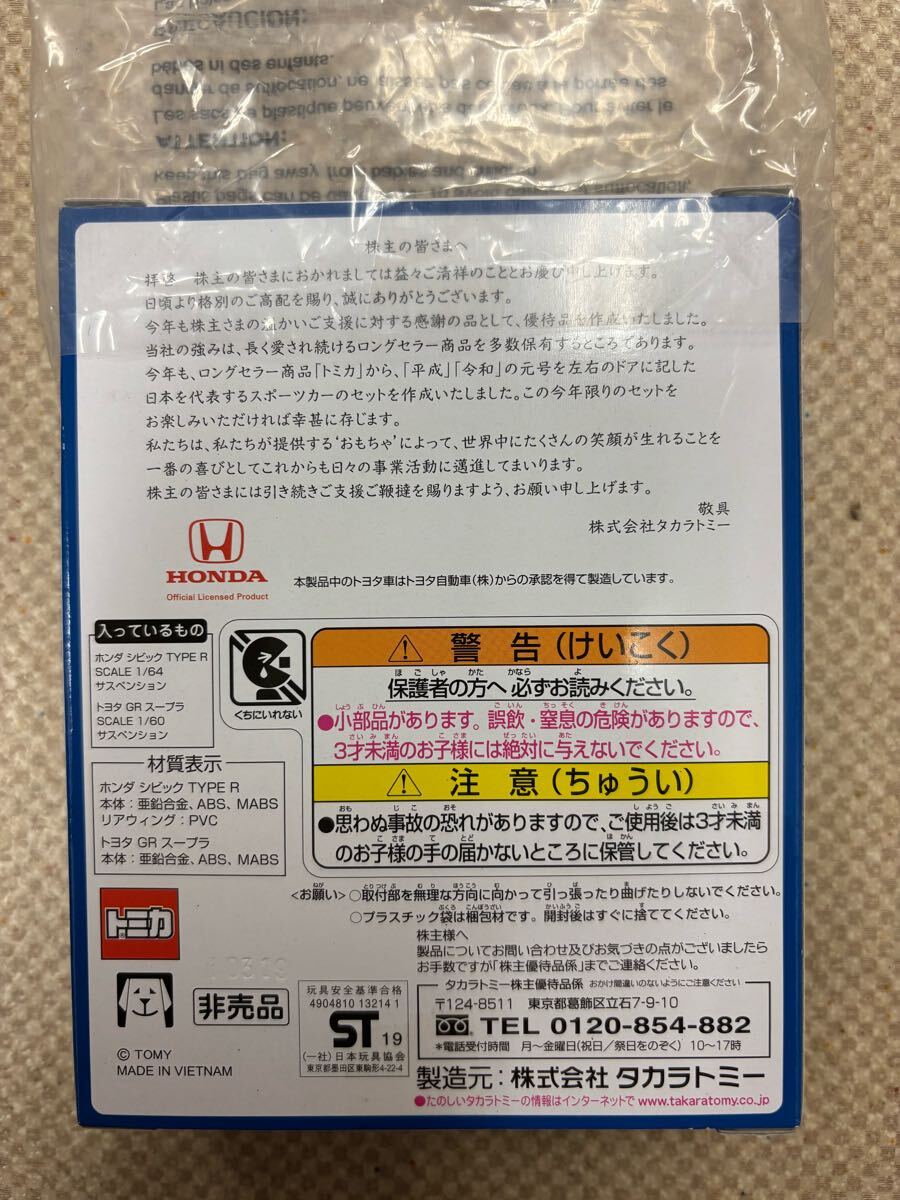 株主の皆さまへ
拝啓 株主の皆さまにおかれましては益々ご清祥のこととお慶び申し上げます。
日頃より格別のご高配を賜り、誠にありがとうございます。
今年も株主さまの温かいご支援に対する感謝の品として、優待品を作成いたしました。
当社の強みは、長く愛され続けるロングセラー商品を多数保有するところであります。
今年も、ロングセラー商品「トミカ」から、「平成」「令和」の元号を左右のドアに記した
日本を代表するスポーツカーのセットを作成いたしました。この今年限りのセットを
お楽しみいただければ幸甚に存じます。
私たちは、私たちが提供する‘おもちゃ’によって、世界中にたくさんの笑顔が生れることを
一番の喜びとしてこれからも日々の事業活動に邁進してまいります。
株主の皆さまには引き続きご支援ご鞭撻を賜りますよう、お願い申し上げます。
敬具
株式会社タカラトミー
HONDA
Official Licensed Product
本製品中のトヨタ車はトヨタ自動車(株)からの承認を得て製造しています。
入っているもの
ホンダ シビック TYPE R
SCALE 1/64
サスペンション
トヨタ GR スープラ
SCALE 1/60
サスペンション
材質表示
ホンダ シビック TYPE R
本体:亜鉛合金、ABS、MABS
リアウィング:PVC
トヨタ GR スープラ
本体:亜鉛合金、ABS、MABS
くちにいれない
警告(けいこく)
保護者の方へ 必ずお読みください。
●小部品があります。誤飲・窒息の危険がありますので、
3才未満のお子様には絶対に与えないでください。
注意(ちゅうい)
●思わぬ事故の恐れがありますので、ご使用後は3才未満
のお子様の手の届かないところに保管してください。
<お願い>○取付部を無理な方向に向かって引っ張ったり曲げたりしないでください。
○プラスチック袋は梱包材です。開封後はすぐに捨ててください。
株主様へ
製品についてお問い合わせ及びお気づきの点がございましたら
お手数ですが「株主優待品係」までご連絡ください。
タカラトミー株主優待品係 おかけ間違いのないようにご注意ください
〒124-8511 東京都葛飾区立石7-9-10
TEL 0120-854-882
*電話受付時間 月～金曜日(祝日/祭日をのぞく) 10～17時
製造元:株式会社 タカラトミー
●たのしいタカラトミーの情報はインターネットで www.takaratomy.co.jp
トミカ
非売品
© TOMY
MADE IN VIETNAM
玩具安全基準合格
4904810 13214 1
ST 19
(一社)日本玩具協会
東京都墨田区東駒形4-22-4